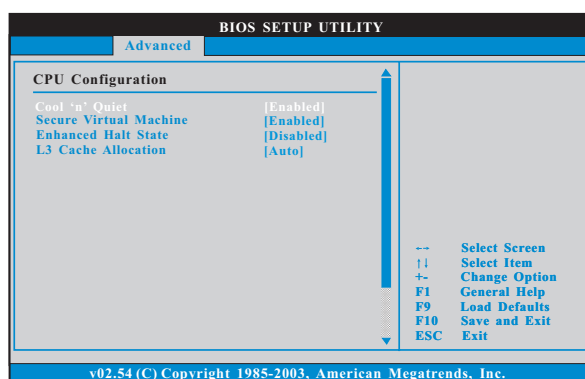 BIOS SETUP UTILITY
Advanced
CPU Configuration
Cool ‘n’ Quiet [Enabled]
Secure Virtual Machine [Enabled]
Enhanced Halt State [Disabled]
L3 Cache Allocation [Auto]
←→ Select Screen
↑↓ Select Item
+- Change Option
F1 General Help
F9 Load Defaults
F10 Save and Exit
ESC Exit
v02.54 (C) Copyright 1985-2003, American Megatrends, Inc.